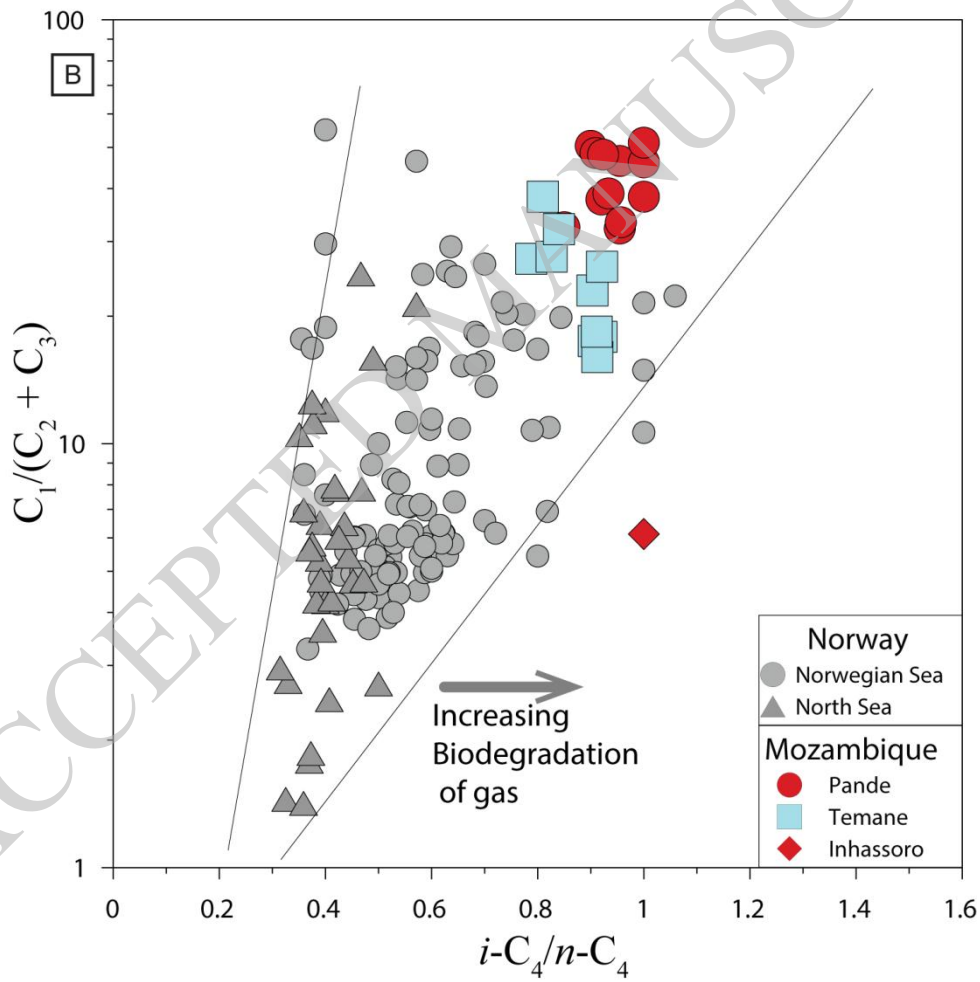 100
B
10
1
C₁/(C₂ + C₃)
Increasing
Biodegradation
of gas
Norway
Norwegian Sea
North Sea
Mozambique
Pande
Temane
Inhassoro
0 0.2 0.4 0.6 0.8 1 1.2 1.4 1.6
i-C₄/n-C₄
ACCEPTED MANUSC